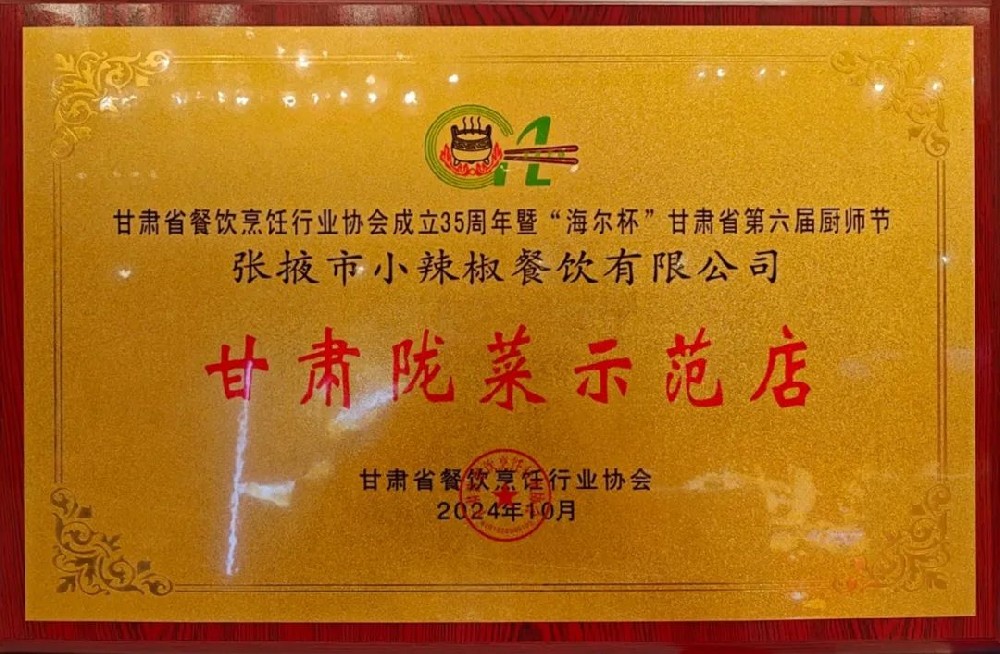 甘肃省餐饮烹饪行业协会成立35周年暨“海尔杯”甘肃省第六届厨师节
张掖市小辣椒餐饮有限公司
甘肃陇菜示范店
甘肃省餐饮烹饪行业协会
2024年10月